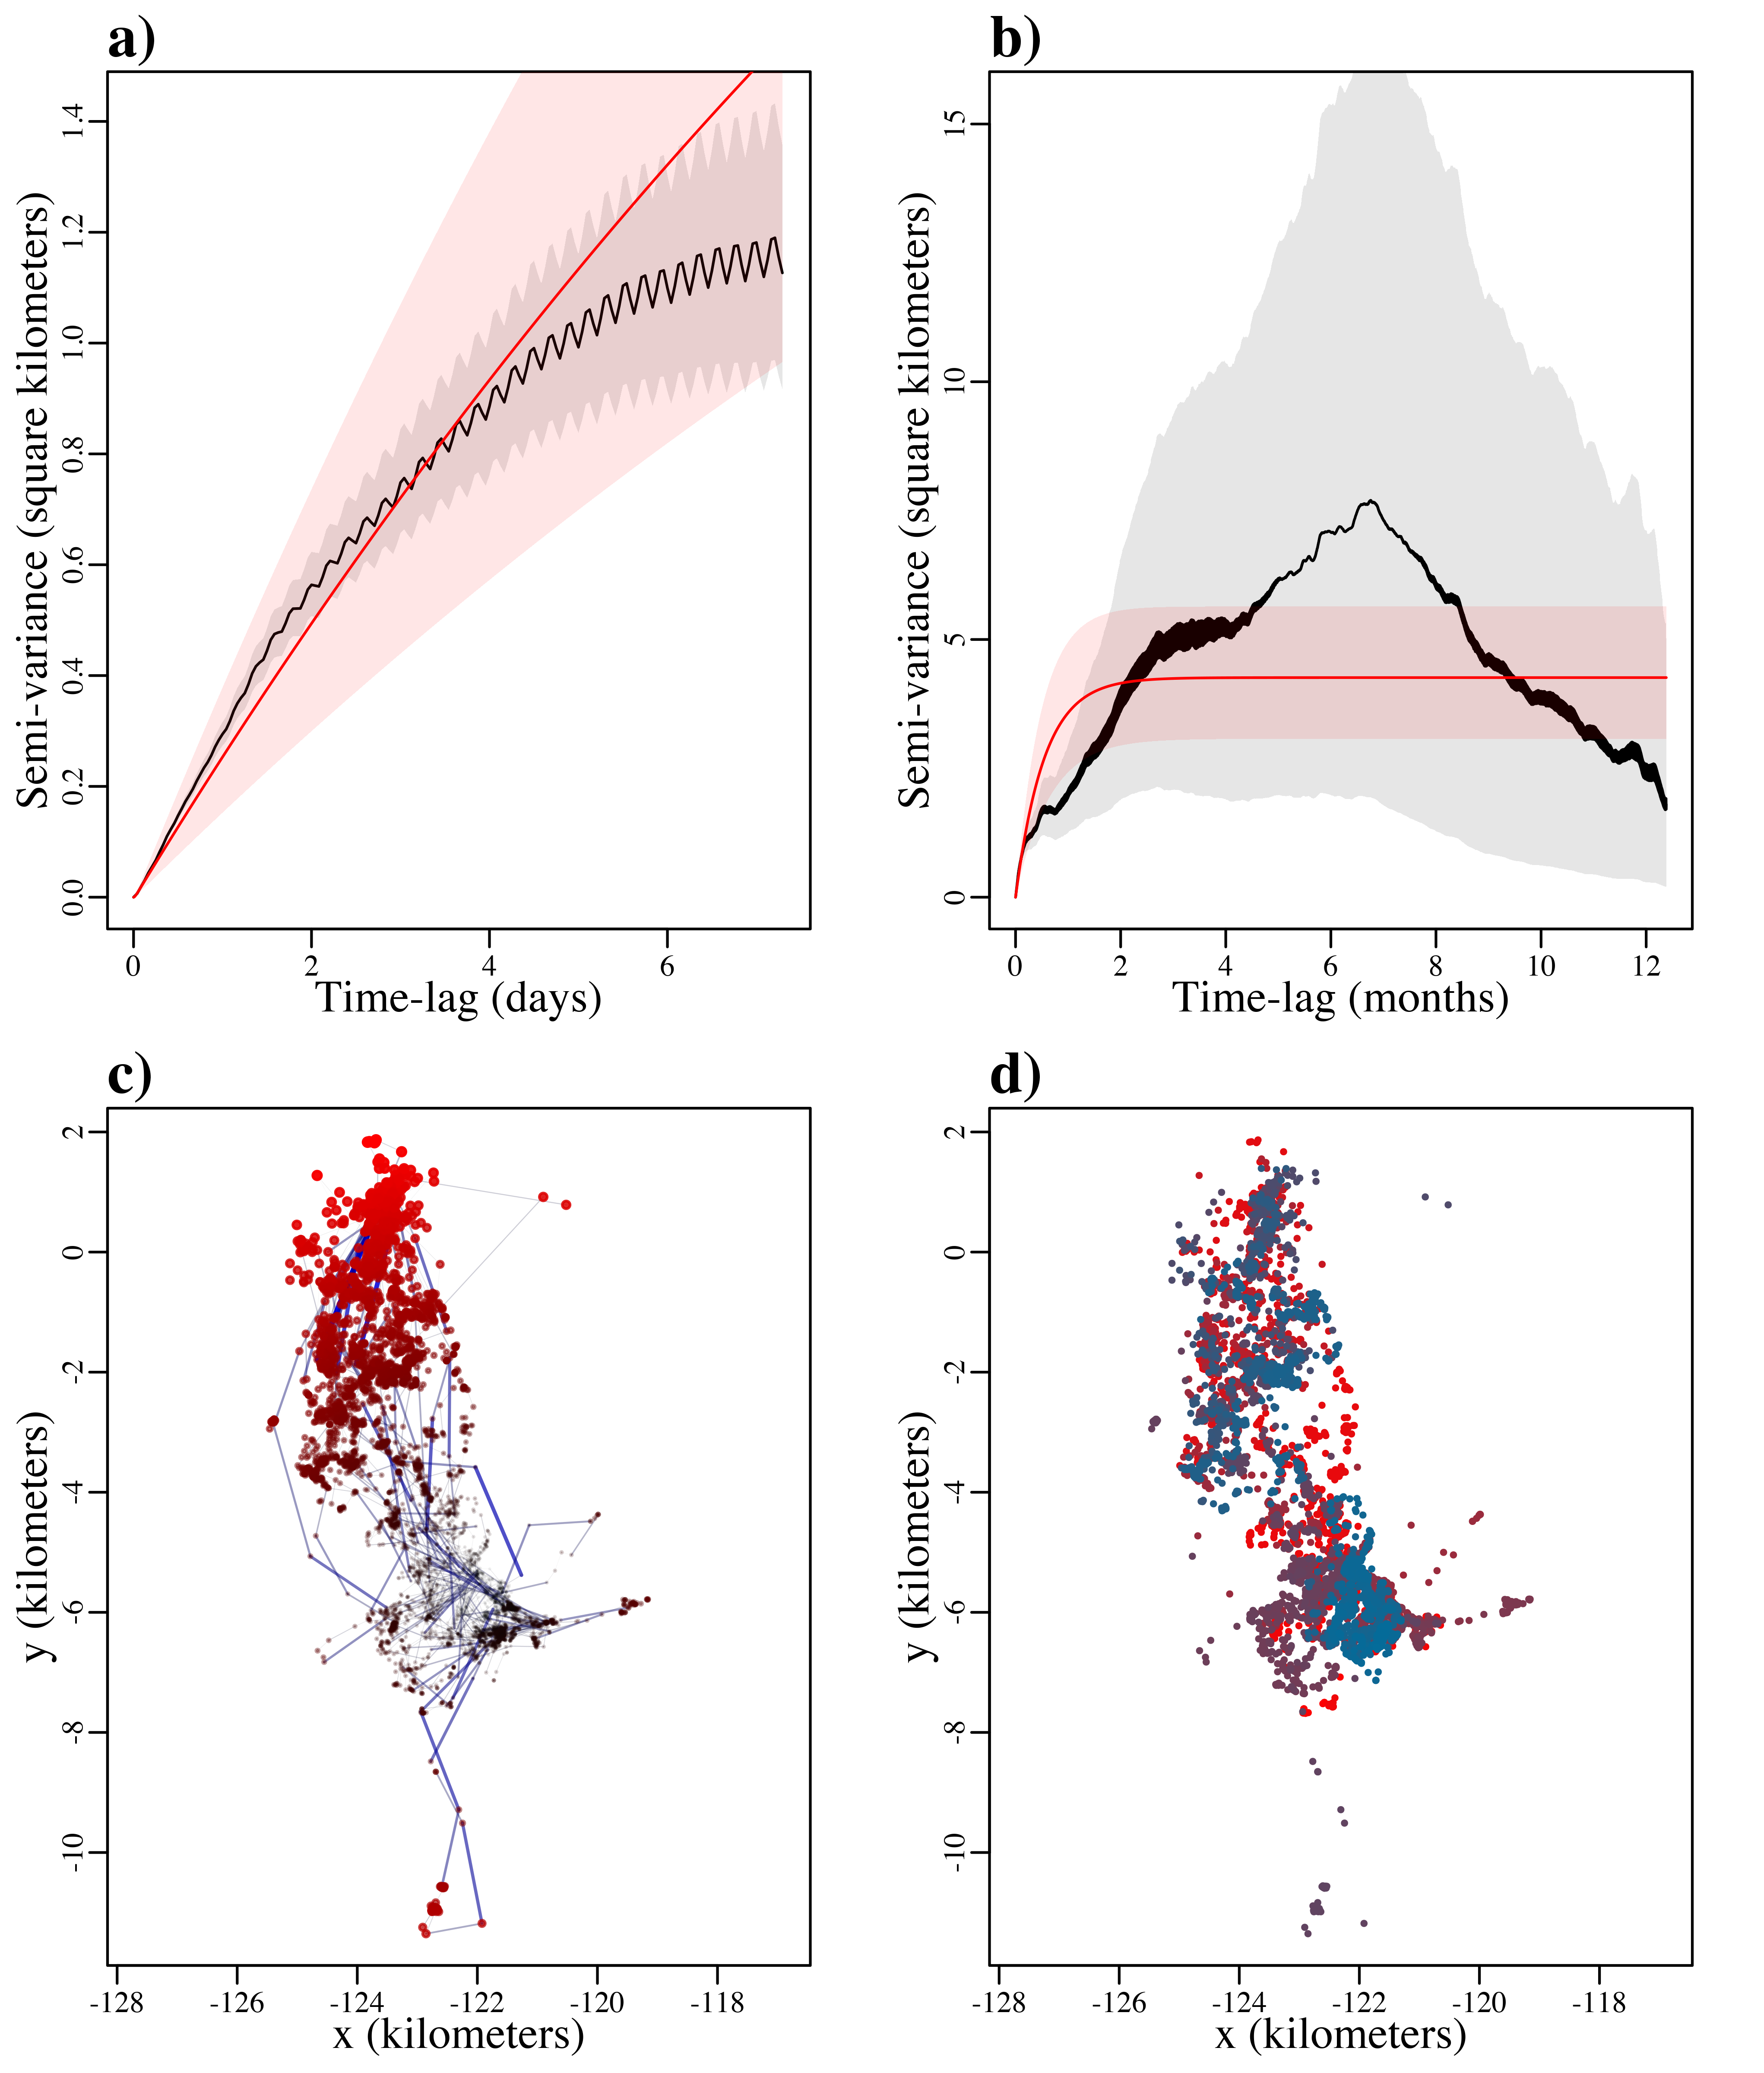 a)
Semi-variance (square kilometers)
0.0 0.2 0.4 0.6 0.8 1.0 1.2 1.4
0 2 4 6
Time-lag (days)
b)
Semi-variance (square kilometers)
0 5 10 15
0 2 4 6 8 10 12
Time-lag (months)
c)
y (kilometers)
-10 -8 -6 -4 -2 0 2
-128 -126 -124 -122 -120 -118
x (kilometers)
d)
y (kilometers)
-10 -8 -6 -4 -2 0 2
-128 -126 -124 -122 -120 -118
x (kilometers)